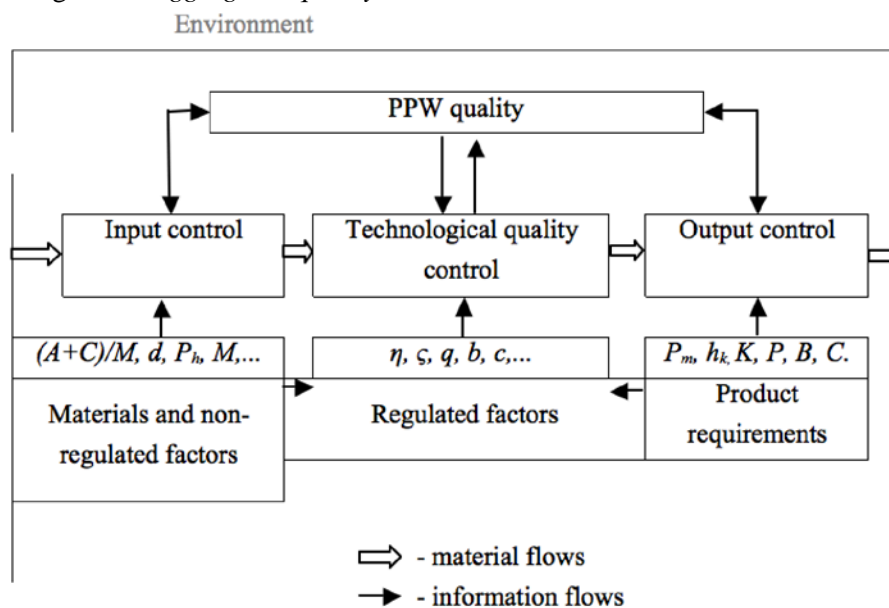 Environment
PPW quality
Input control
Technological quality
control
Output control
(A+C)/M, d, Pₕ, M,...
η, ς, q, b, c,...
Pₘ, hₖ, K, P, B, C.
Materials and non-
regulated factors
Regulated factors
Product
requirements
- material flows
- information flows